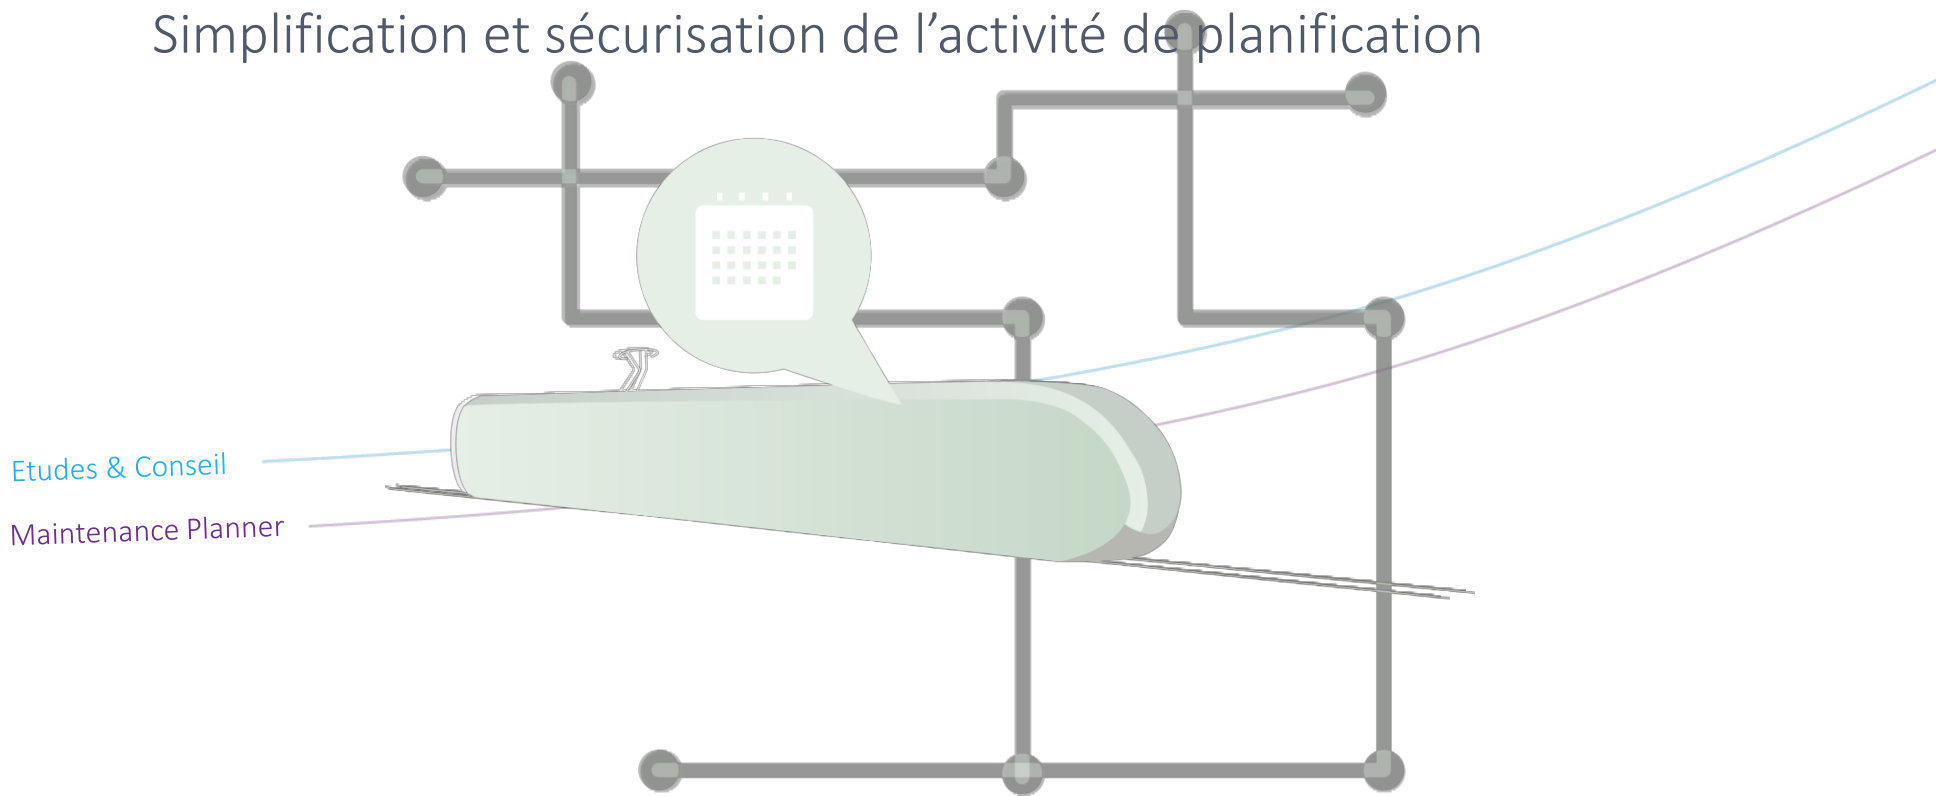 Simplification et sécurisation de l’activité de planification
Etudes & Conseil
Maintenance Planner